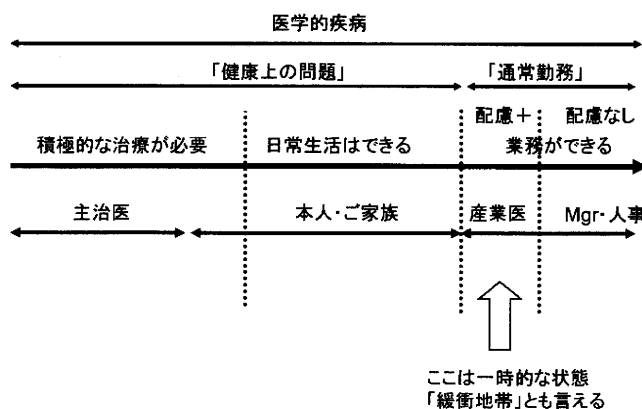 医学的疾病
「健康上の問題」
「通常勤務」
配慮＋
配慮なし
積極的な治療が必要
日常生活はできる
業務ができる
主治医
本人・ご家族
産業医
Mgr・人事
ここは一時的な状態
「緩衝地帯」とも言える